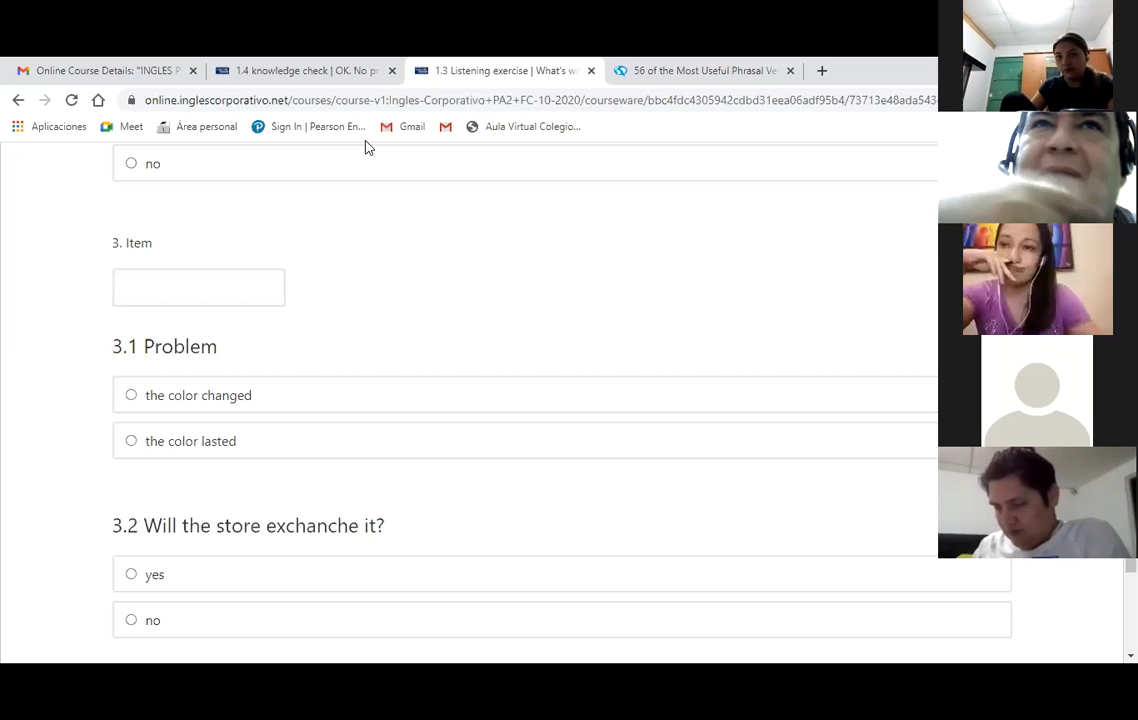 Online Course Details: "INGLES P
1.4 knowledge check | OK. No pr
1.3 Listening exercise | What's w
56 of the Most Useful Phrasal Ve
online.inglescorporativo.net/courses/course-v1:Ingles-Corporativo+PA2+FC-10-2020/courseware/bbc4fdc4305942cdbd31eea06adf95b4/73713e48ada543
Aplicaciones Meet Área personal Sign In | Pearson En... Gmail Aula Virtual Colegio...
no
3. Item
3.1 Problem
the color changed
the color lasted
3.2 Will the store exchanche it?
yes
no